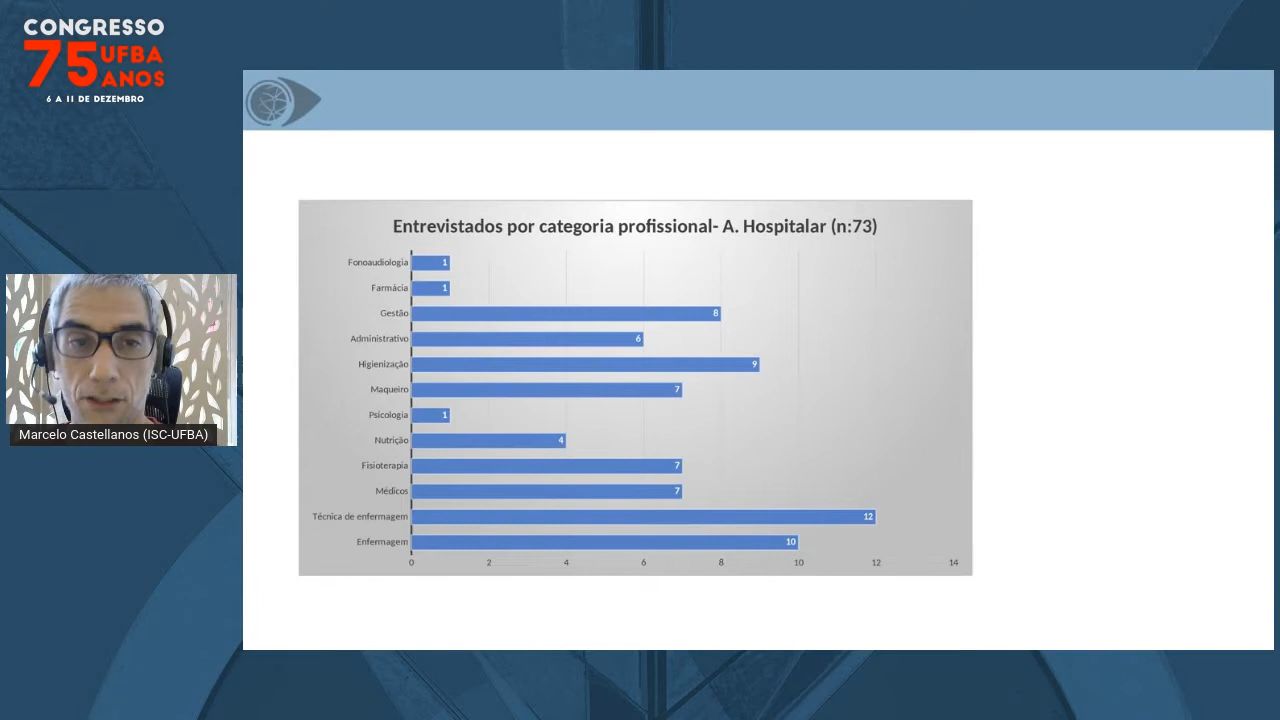 CONGRESSO
75 UFBA
ANOS
6 A 11 DE DEZEMBRO
Entrevistados por categoria profissional- A. Hospitalar (n:73)
Fonoaudiologia 1
Farmácia 1
Gestão 8
Administrativo 6
Higienização 9
Maqueiro 7
Psicologia 1
Nutrição 4
Fisioterapia 7
Médicos 7
Técnica de enfermagem 12
Enfermagem 10
0 2 4 6 8 10 12 14
Marcelo Castellanos (ISC-UFBA)